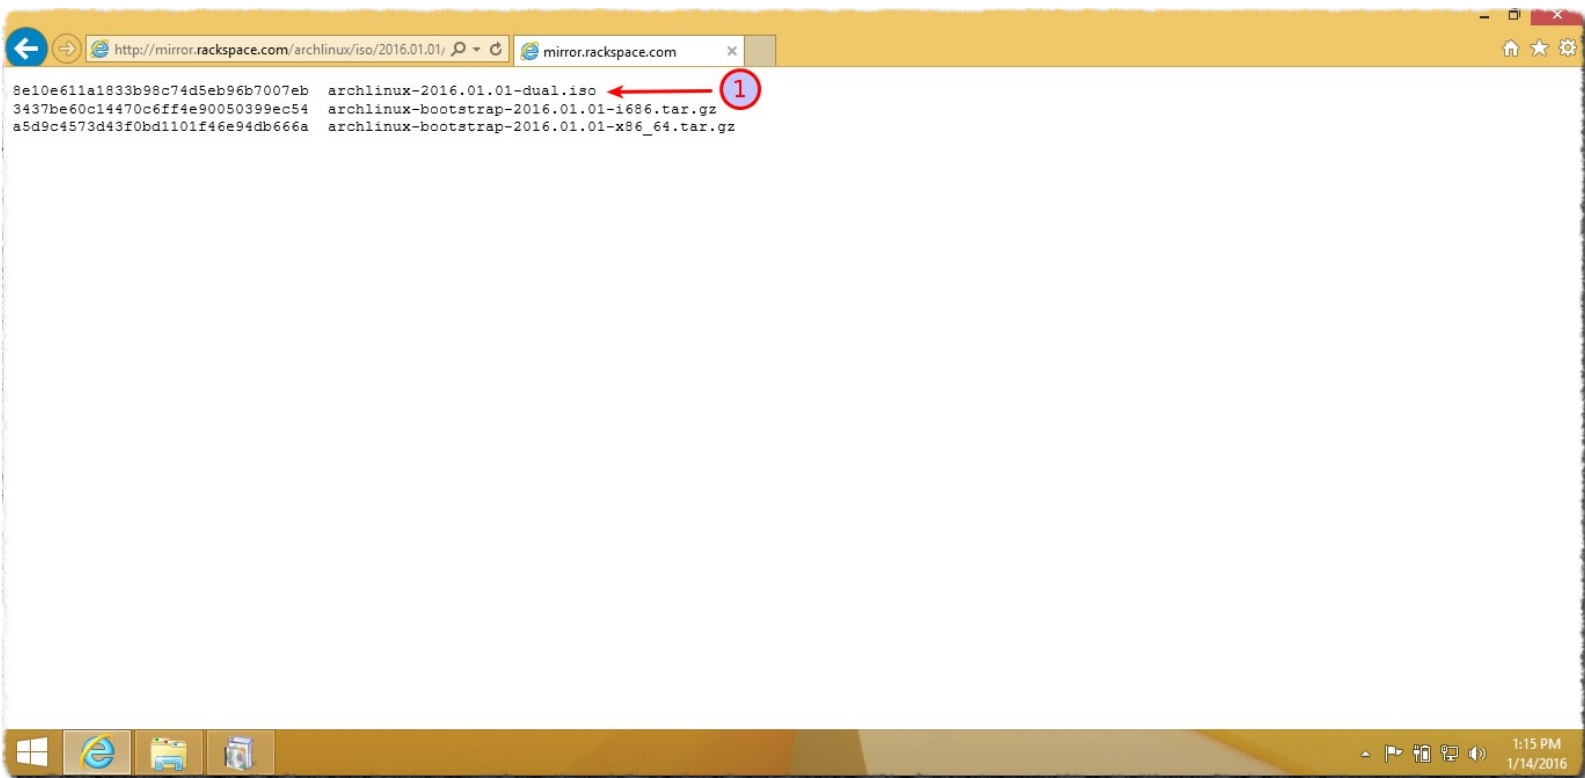 http://mirror.rackspace.com/archlinux/iso/2016.01.01/
mirror.rackspace.com
8e10e611a1833b98c74d5eb96b7007eb  archlinux-2016.01.01-dual.iso
1
3437be60c14470c6ff4e90050399ec54  archlinux-bootstrap-2016.01.01-i686.tar.gz
a5d9c4573d43f0bd1101f46e94db666a  archlinux-bootstrap-2016.01.01-x86_64.tar.gz
1:15 PM
1/14/2016